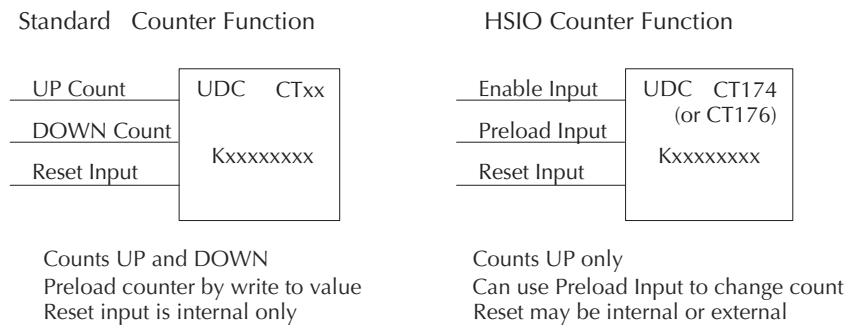 Standard Counter Function
UP Count
UDC CTxx
DOWN Count
Kxxxxxxxx
Reset Input
Counts UP and DOWN
Preload counter by write to value
Reset input is internal only
HSIO Counter Function
Enable Input
UDC CT174
(or CT176)
Preload Input
Kxxxxxxxx
Reset Input
Counts UP only
Can use Preload Input to change count
Reset may be internal or external